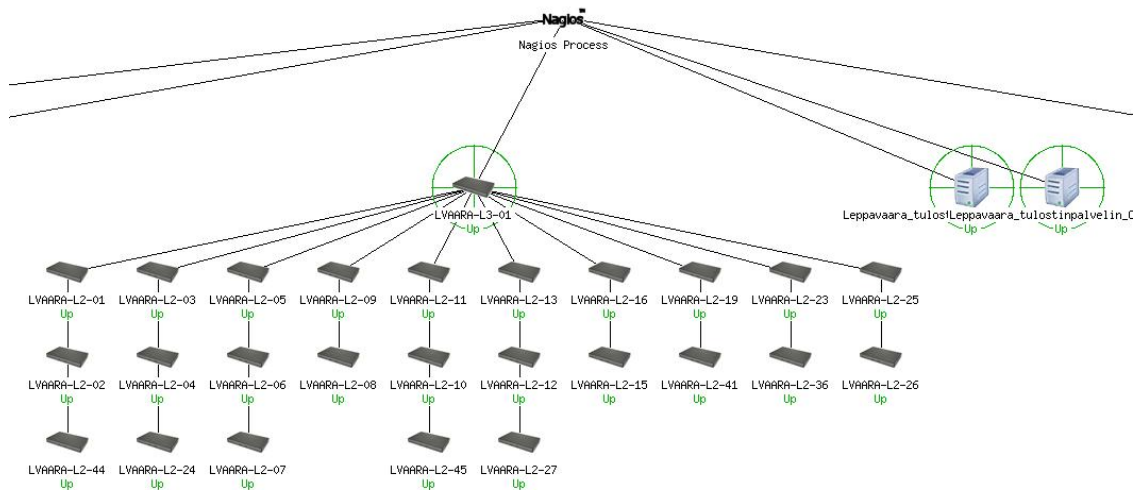 Nagios™
Nagios Process
LVAARA-L3-01
Up
Leppavaara_tulost
Up
Leppavaara_tulostinpalvelin_0
Up
LVAARA-L2-01 LVAARA-L2-03 LVAARA-L2-05 LVAARA-L2-09 LVAARA-L2-11 LVAARA-L2-13 LVAARA-L2-16 LVAARA-L2-19 LVAARA-L2-23 LVAARA-L2-25
Up Up Up Up Up Up Up Up Up Up
LVAARA-L2-02 LVAARA-L2-04 LVAARA-L2-06 LVAARA-L2-08 LVAARA-L2-10 LVAARA-L2-12 LVAARA-L2-15 LVAARA-L2-41 LVAARA-L2-36 LVAARA-L2-26
Up Up Up Up Up Up Up Up Up Up
LVAARA-L2-44 LVAARA-L2-24 LVAARA-L2-07 LVAARA-L2-45 LVAARA-L2-27
Up Up Up Up Up